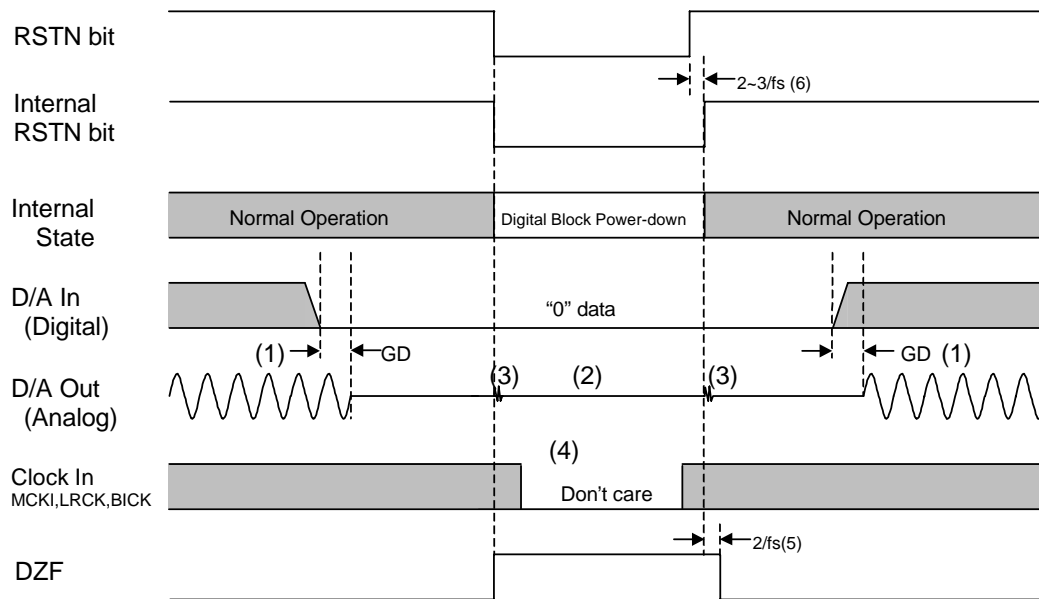 RSTN bit
2~3/fs (6)
Internal
RSTN bit
Internal
State
Normal Operation
Digital Block Power-down
Normal Operation
D/A In
(Digital)
“0” data
(1)
GD
GD
(1)
D/A Out
(Analog)
(3)
(2)
(3)
Clock In
MCKI,LRCK,BICK
(4)
Don’t care
2/fs(5)
DZF